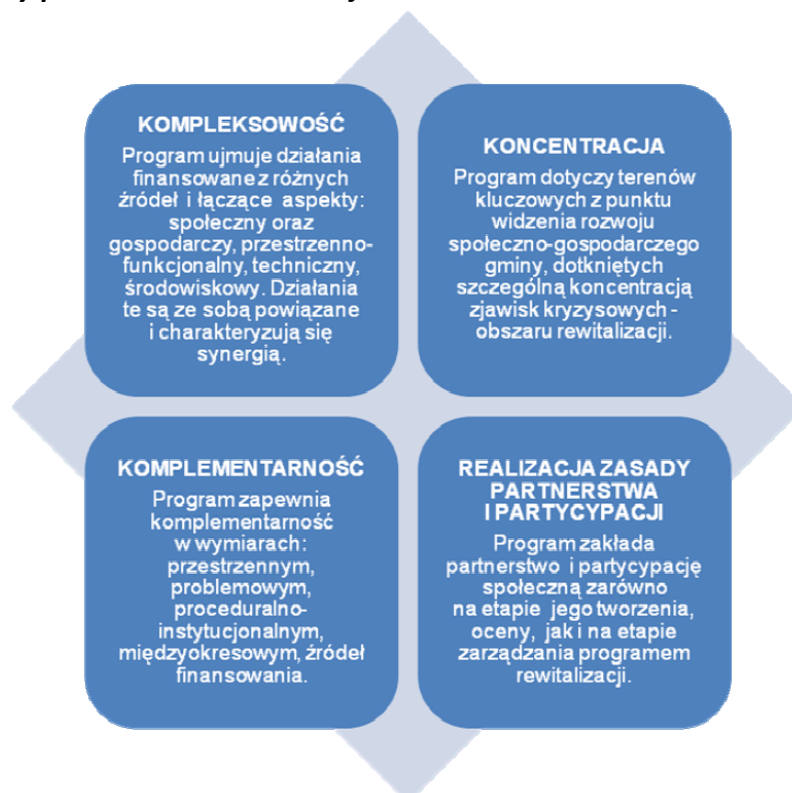 KOMPLEKSOWOŚĆ
Program ujmuje działania
finansowane z różnych
źródeł i łączące aspekty:
społeczny oraz
gospodarczy, przestrzenno-
funkcjonalny, techniczny,
środowiskowy. Działania
te są ze sobą powiązane
i charakteryzują się
synergią.
KONCENTRACJA
Program dotyczy terenów
kluczowych z punktu
widzenia rozwoju
społeczno-gospodarczego
gminy, dotkniętych
szczególną koncentracją
zjawisk kryzysowych -
obszaru rewitalizacji.
KOMPLEMENTARNOŚĆ
Program zapewnia
komplementarność
w wymiarach:
przestrzennym,
problemowym,
proceduralno-
instytucjonalnym,
międzyokresowym, źródeł
finansowania.
REALIZACJA ZASADY
PARTNERSTWA
I PARTYCYPACJI
Program zakłada
partnerstwo i partycypację
społeczną zarówno
na etapie jego tworzenia,
oceny, jak i na etapie
zarządzania programem
rewitalizacji.